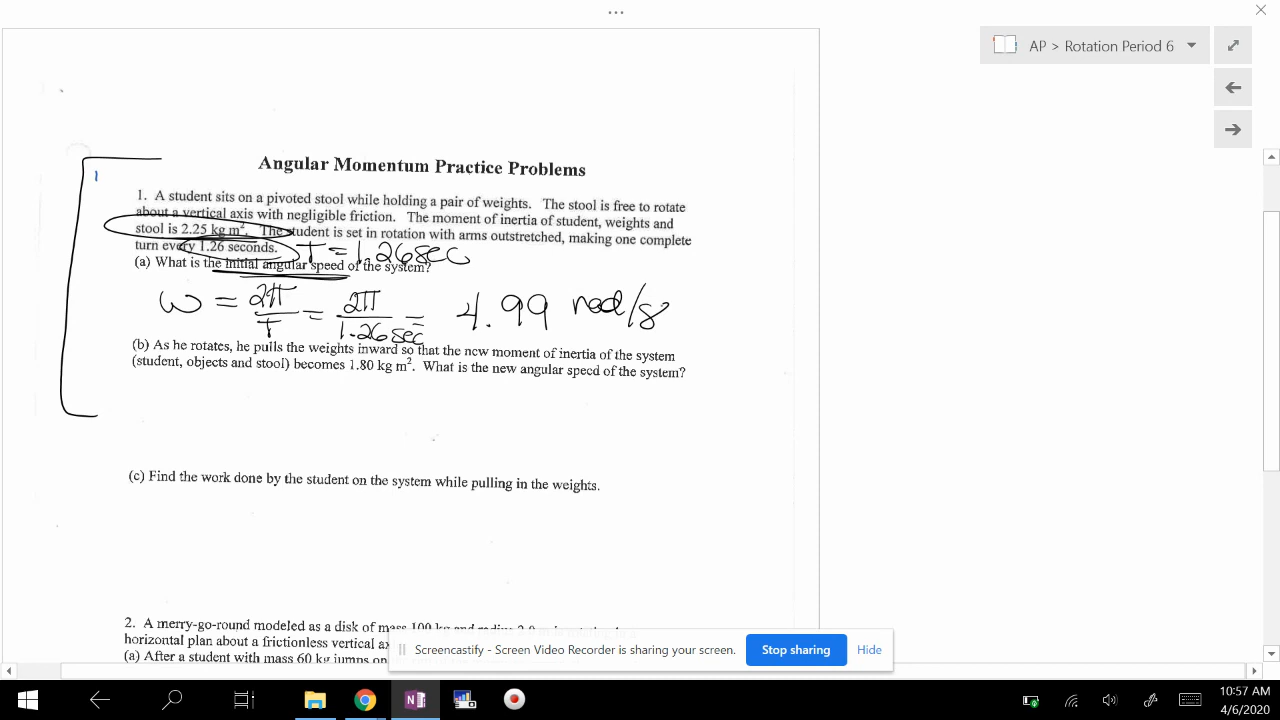 ...
AP > Rotation Period 6
Angular Momentum Practice Problems
1. A student sits on a pivoted stool while holding a pair of weights. The stool is free to rotate
about a vertical axis with negligible friction. The moment of inertia of student, weights and
stool is 2.25 kg m². The student is set in rotation with arms outstretched, making one complete
turn every 1.26 seconds. T = 1.26sec
(a) What is the initial angular speed of the system?
ω = 2π/T = 2π/1.26sec = 4.99 rad/s
(b) As he rotates, he pulls the weights inward so that the new moment of inertia of the system
(student, objects and stool) becomes 1.80 kg m². What is the new angular speed of the system?
(c) Find the work done by the student on the system while pulling in the weights.
2. A merry-go-round modeled as a disk of mass 100 kg and radius
horizontal plan about a frictionless vertical
(a) After a student with mass 60 kg jumps on
Screencastify - Screen Video Recorder is sharing your screen.
Stop sharing
Hide
10:57 AM
4/6/2020